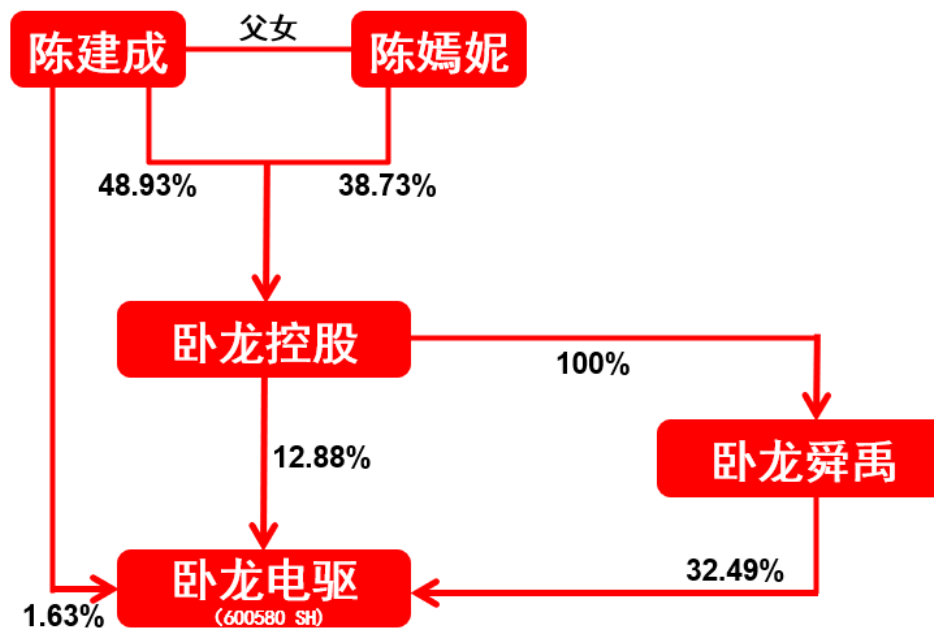 父女
陈建成
陈嫣妮
48.93%
38.73%
卧龙控股
100%
12.88%
卧龙舜禹
卧龙电驱
(600580 SH)
32.49%
1.63%